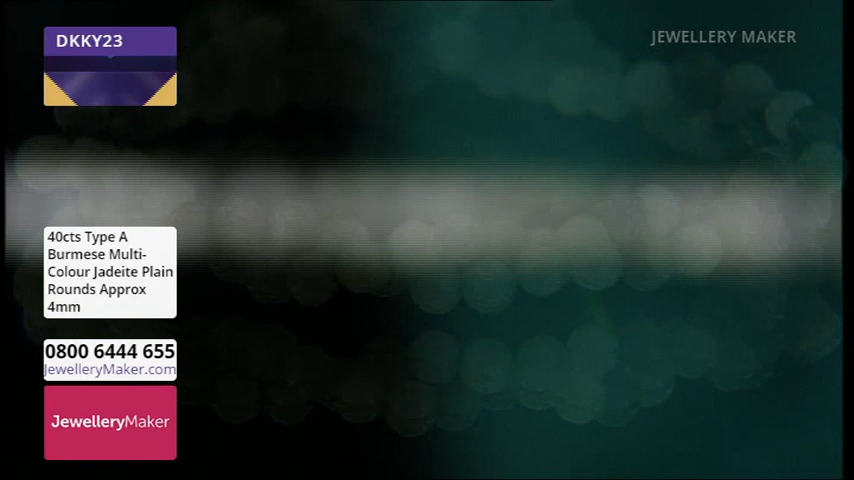 DKKY23
JEWELLERY MAKER
40cts Type A
Burmese Multi-
Colour Jadeite Plain
Rounds Approx
4mm
0800 6444 655
JewelleryMaker.com
JewelleryMaker